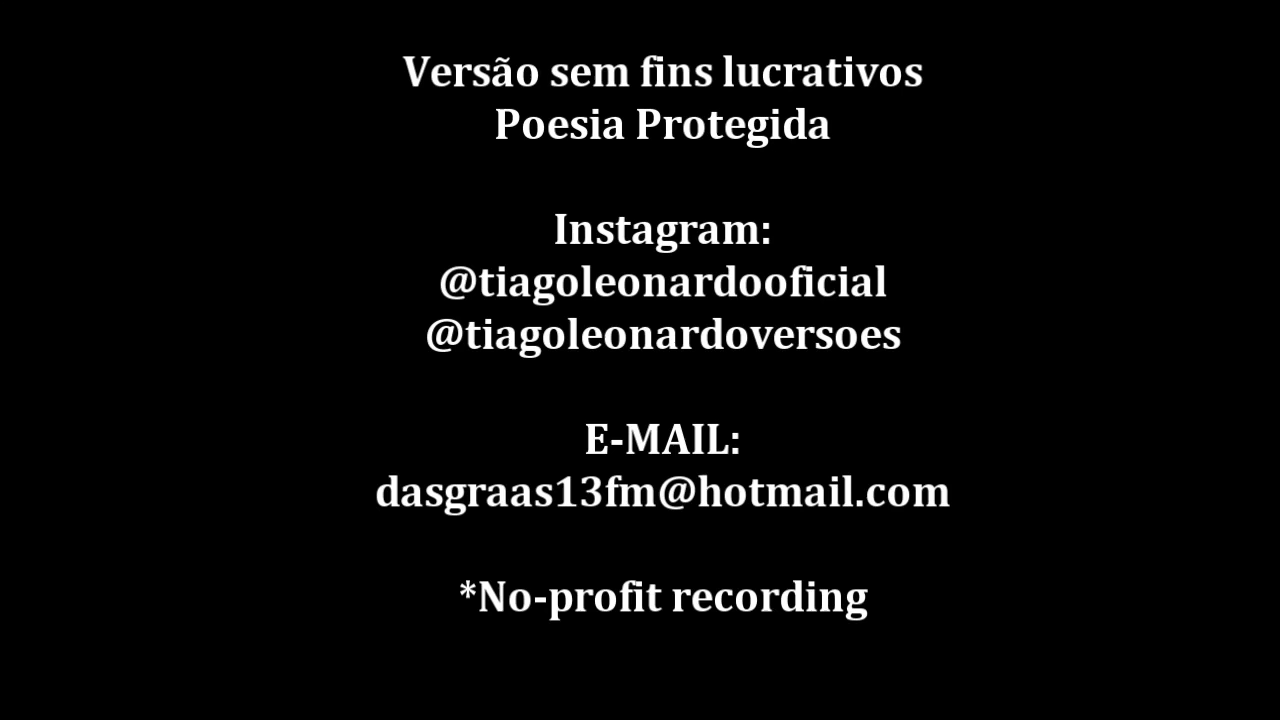 Versão sem fins lucrativos
Poesia Protegida
Instagram:
@tiagoleonardooficial
@tiagoleonardoversoes
E-MAIL:
dasgraas13fm@hotmail.com
*No-profit recording